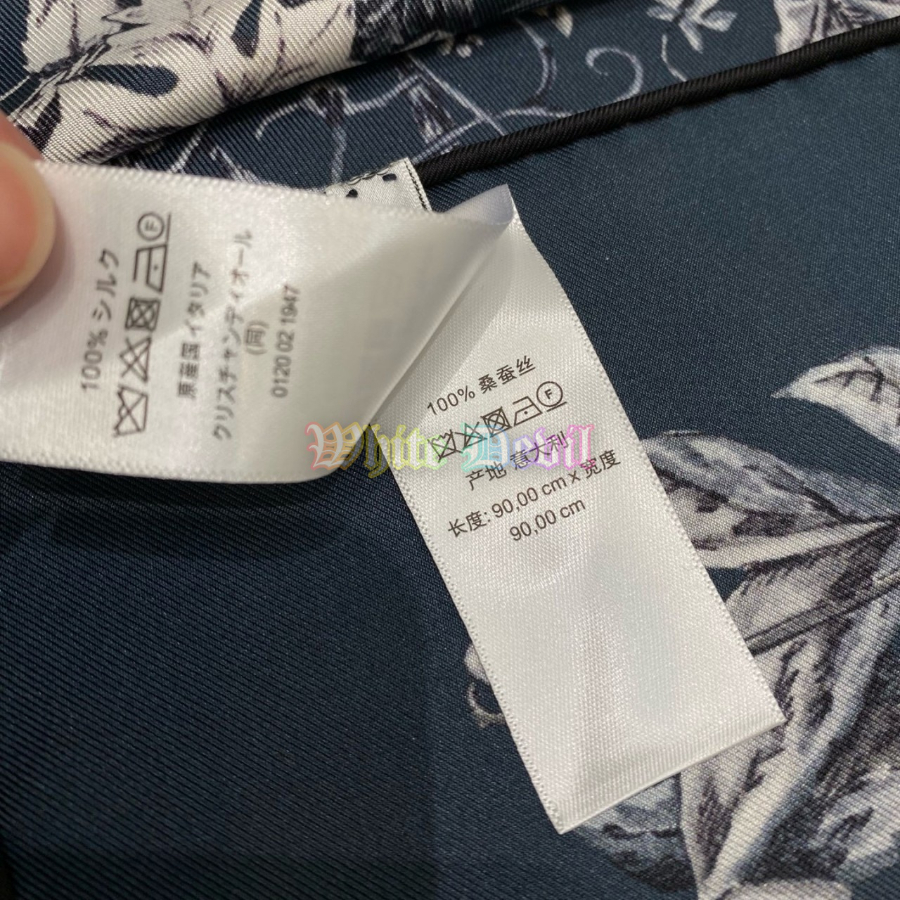 100% シルク
原産国 イタリア
クリスチャンディオール
(同)
0120 02 1947
100% 桑蚕丝
产地 意大利
长度: 90,00 cm x 宽度
90,00 cm
White Devil